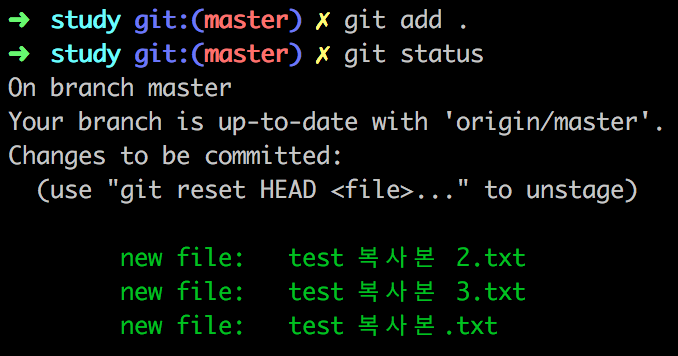 ➜ study git:(master) ✗ git add .
➜ study git:(master) ✗ git status
On branch master
Your branch is up-to-date with 'origin/master'.
Changes to be committed:
(use "git reset HEAD <file>..." to unstage)
new file: test 복사본 2.txt
new file: test 복사본 3.txt
new file: test 복사본.txt